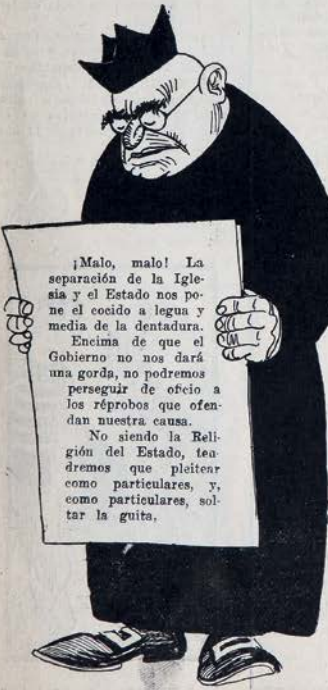 ¡Malo, malo! La
separación de la Igle-
sia y el Estado nos po-
ne el cocido a legua y
media de la dentadura.
Encima de que el
Gobierno no nos dará
una gorda, no podremos
perseguir de oficio a
los réprobos que ofen-
dan nuestra causa.
No siendo la Reli-
gión del Estado, ten-
dremos que pleitear
como particulares, y,
como particulares, sol-
tar la guita.